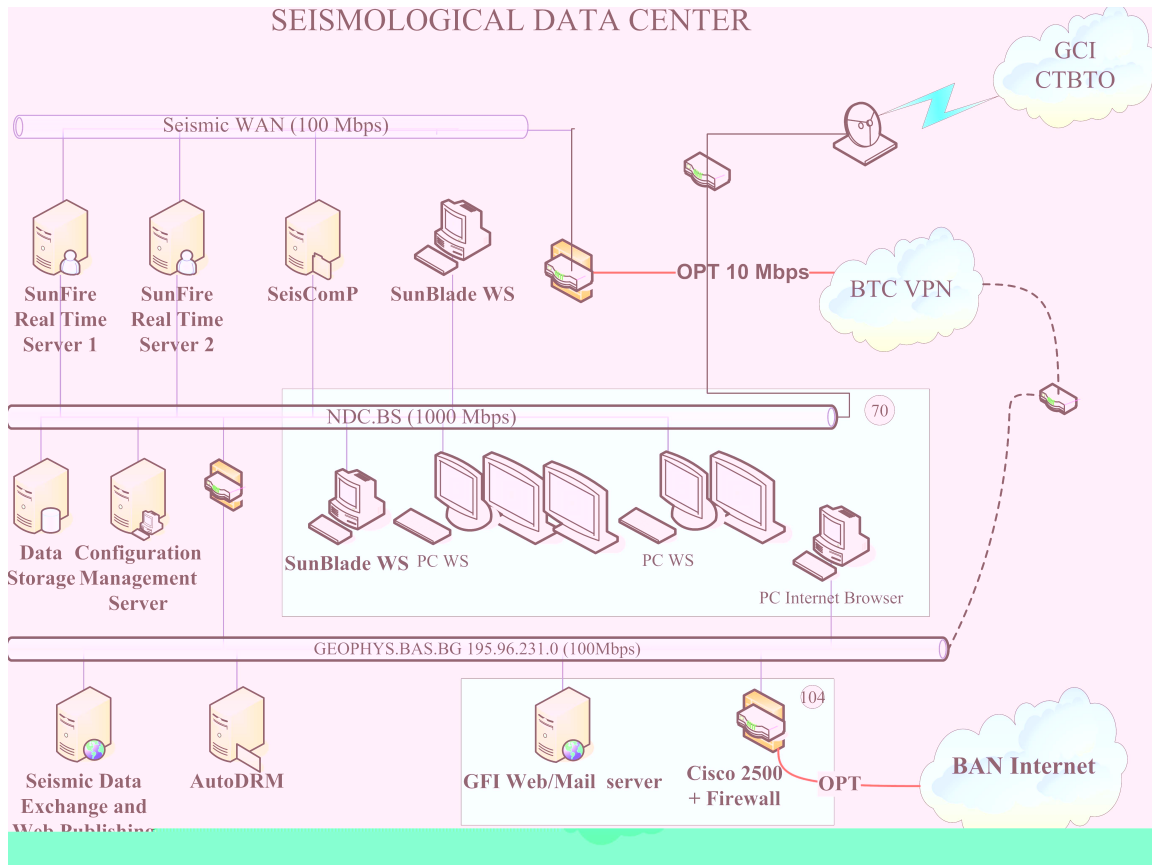 SEISMOLOGICAL DATA CENTER
GCI
CTBTO
Seismic WAN (100 Mbps)
SunFire
Real Time
Server 1
SunFire
Real Time
Server 2
SeisComP
SunBlade WS
OPT 10 Mbps
BTC VPN
NDC.BS (1000 Mbps)
70
Data
Storage
Configuration
Management
Server
SunBlade WS
PC WS
PC WS
PC Internet Browser
GEOPHYS.BAS.BG 195.96.231.0 (100Mbps)
104
Seismic Data
Exchange and
Web Publishing
AutoDRM
GFI Web/Mail server
Cisco 2500
+ Firewall
OPT
BAN Internet